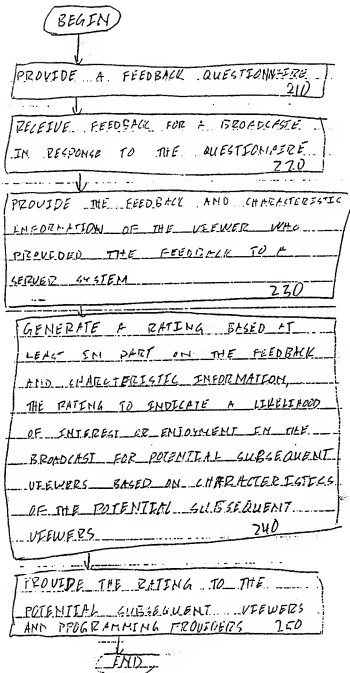 BEGIN
PROVIDE A FEEDBACK QUESTIONNAIRE
210
RECEIVE FEEDBACK FOR A BROADCASTE
IN RESPONSE TO THE QUESTIONAIRE
220
PROVIDE THE FEEDBACK AND CHARACTERISTIC
INFORMATION OF THE VIEWER WHO
PROVIDED THE FEEDBACK TO A
SERVER SYSTEM
230
GENERATE A RATING BASED AT
LEAST IN PART ON THE FEEDBACK
AND CHARACTERISTIC INFORMATION,
THE RATING TO INDICATE A LIKELIHOOD
OF INTEREST OR ENJOYMENT IN THE
BROADCAST FOR POTENTIAL SUBSEQUENT
VIEWERS BASED ON CHARACTERISTICS
OF THE POTENTIAL SUBSEQUENT
VIEWERS 240
PROVIDE THE RATING TO THE
POTENTIAL SUBSEQUENT VIEWERS
AND PROGRAMMING PROVIDERS 250
END